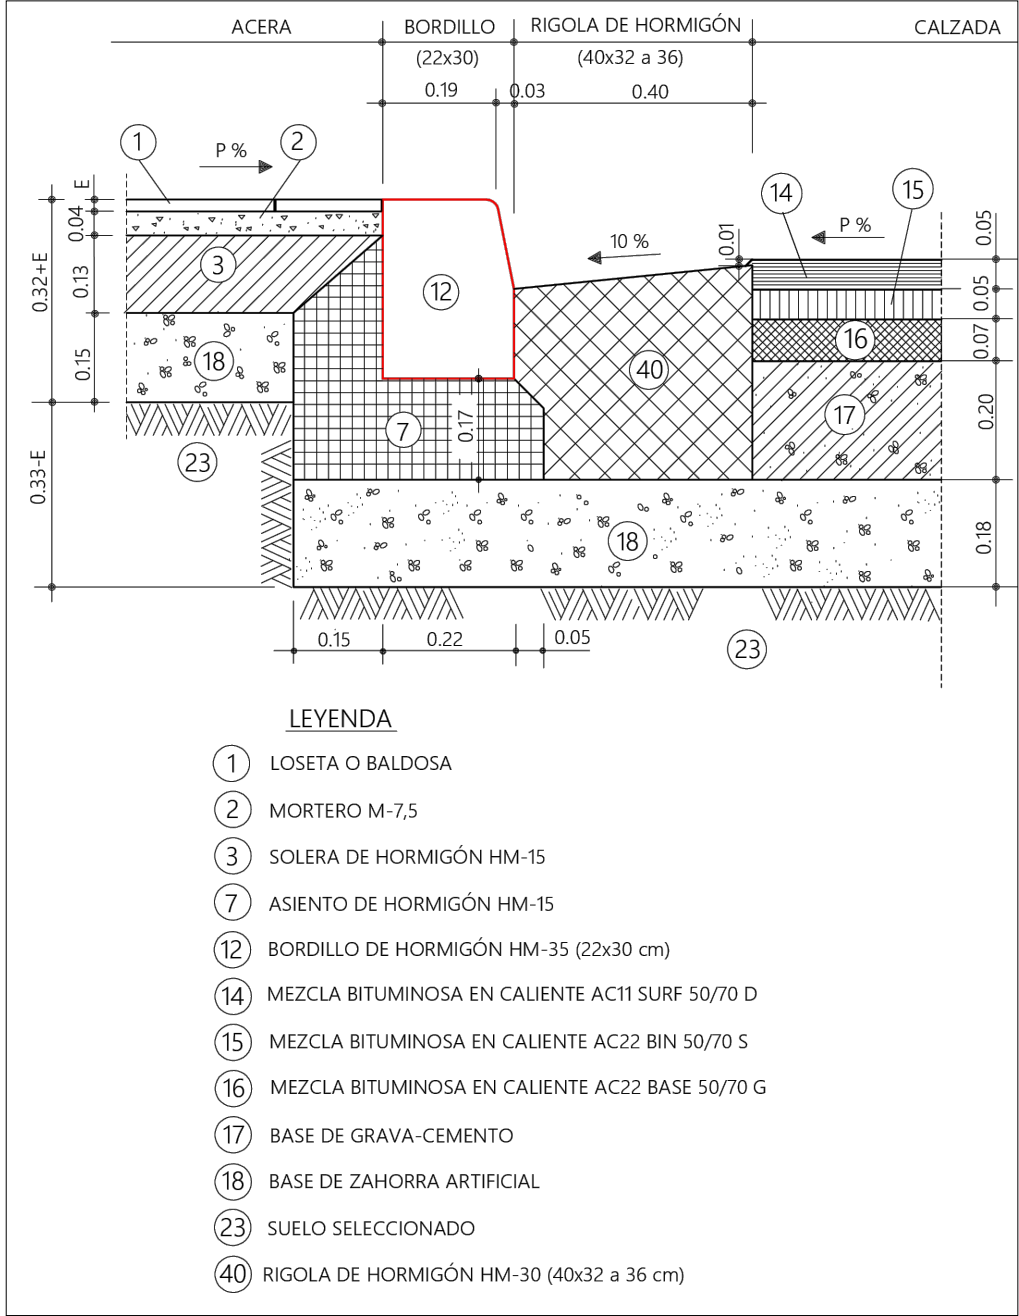 ACERA BORDILLO RIGOLA DE HORMIGÓN CALZADA
(22x30) (40x32 a 36)
0.19 0.03 0.40
1 P % 2
14 15
E
0.04
0.13
0.15
0.32+E
0.33-E
3
18
23
12
7
0.17
10 %
0.01
P %
40
16
17
18
0.05
0.05
0.07
0.20
0.18
0.15 0.22 0.05
23
LEYENDA
1 LOSETA O BALDOSA
2 MORTERO M-7,5
3 SOLERA DE HORMIGÓN HM-15
7 ASIENTO DE HORMIGÓN HM-15
12 BORDILLO DE HORMIGÓN HM-35 (22x30 cm)
14 MEZCLA BITUMINOSA EN CALIENTE AC11 SURF 50/70 D
15 MEZCLA BITUMINOSA EN CALIENTE AC22 BIN 50/70 S
16 MEZCLA BITUMINOSA EN CALIENTE AC22 BASE 50/70 G
17 BASE DE GRAVA-CEMENTO
18 BASE DE ZAHORRA ARTIFICIAL
23 SUELO SELECCIONADO
40 RIGOLA DE HORMIGÓN HM-30 (40x32 a 36 cm)